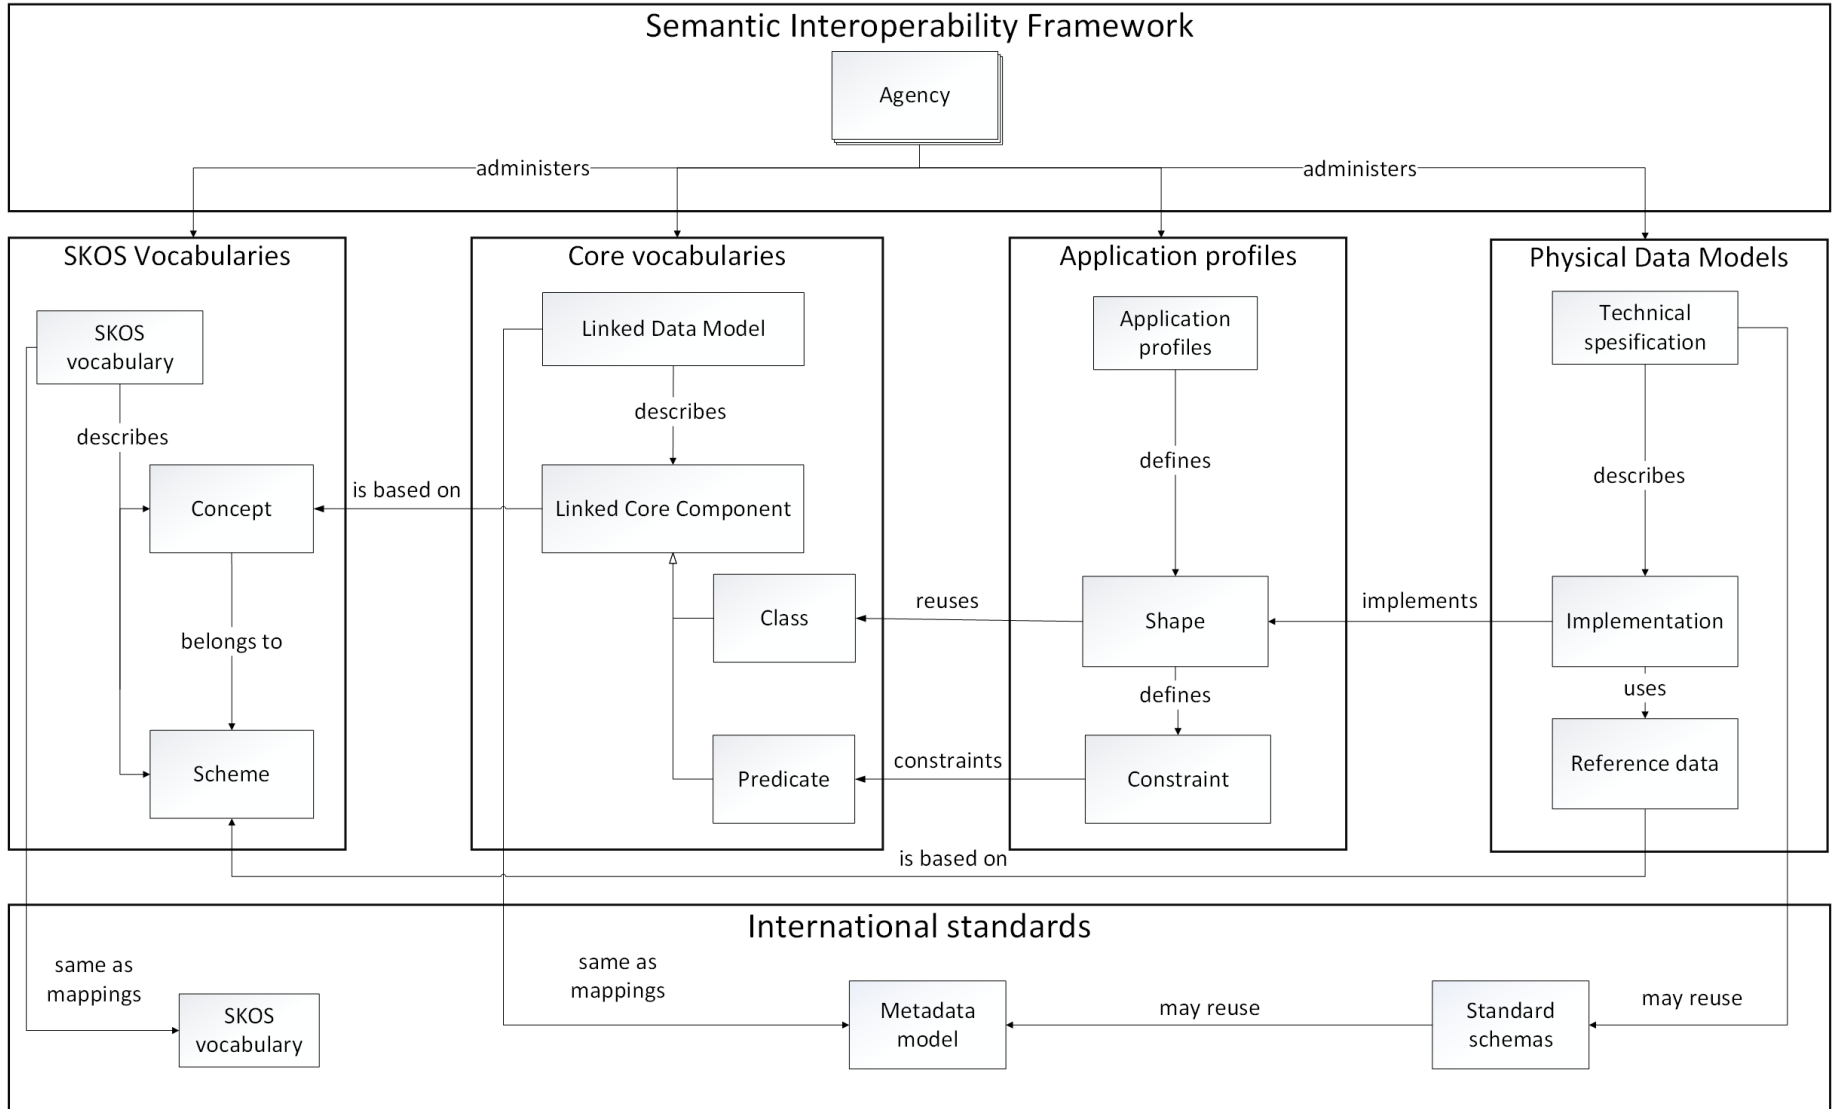 Semantic Interoperability Framework
Agency
administers
administers
SKOS Vocabularies
SKOS
vocabulary
describes
Concept
belongs to
Scheme
is based on
Core vocabularies
Linked Data Model
describes
Linked Core Component
Class
Predicate
reuses
constraints
Application profiles
Application
profiles
defines
Shape
defines
Constraint
implements
Physical Data Models
Technical
spesification
describes
Implementation
uses
Reference data
is based on
International standards
same as
mappings
SKOS
vocabulary
same as
mappings
Metadata
model
may reuse
Standard
schemas
may reuse